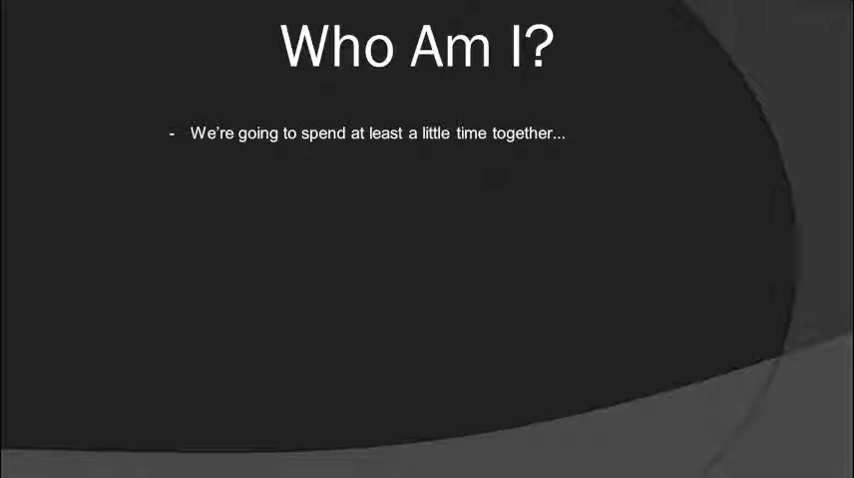 Who Am I?
- We're going to spend at least a little time together...